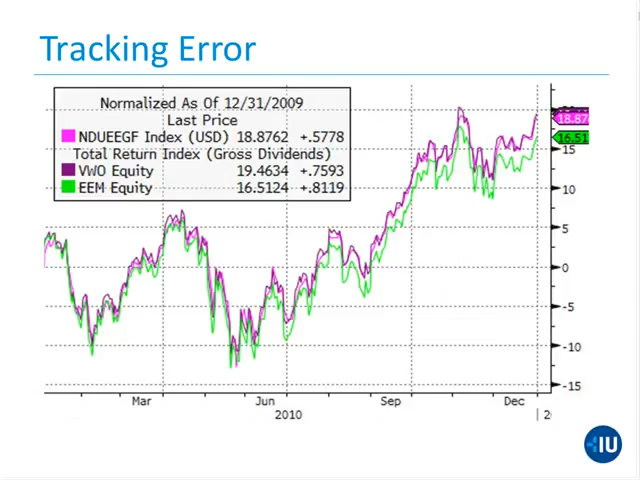 Tracking Error
Normalized As Of 12/31/2009
Last Price
NDUEEGF Index (USD) 18.8762 +.5778
Total Return Index (Gross Dividends)
VWO Equity 19.4634 +.7593
EEM Equity 16.5124 +.8119
18.87
16.51
15
10
5
0
-5
-10
-15
Mar Jun Sep Dec
2010
IU